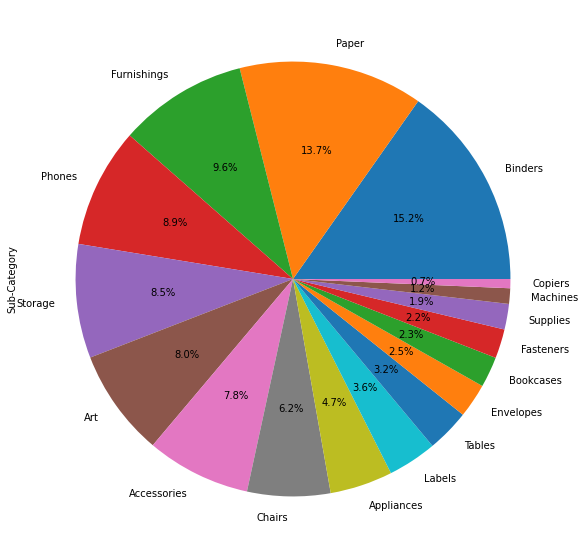 Paper
Furnishings
13.7%
Binders
9.6%
Phones
15.2%
8.9%
Sub-Category
Storage
8.5%
0.7%
Copiers
1.2%
Machines
1.9%
Supplies
2.2%
Fasteners
2.3%
Bookcases
2.5%
Envelopes
3.2%
Tables
3.6%
Labels
8.0%
Art
7.8%
Accessories
6.2%
Chairs
4.7%
Appliances